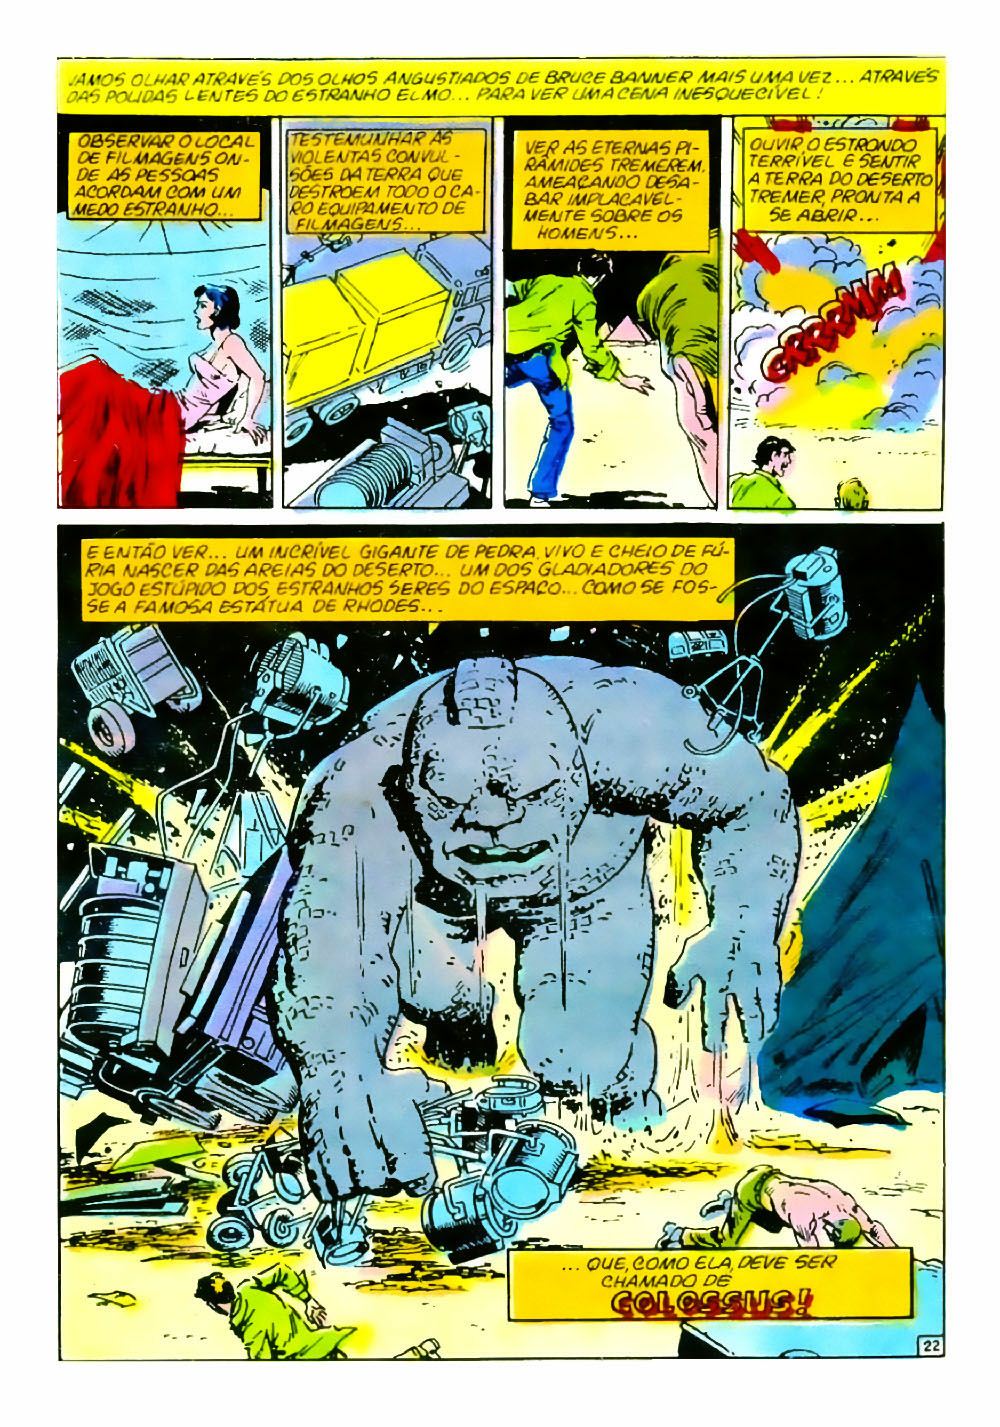 VAMOS OLHAR ATRAVÉS DOS OLHOS ANGUSTIADOS DE BRUCE BANNER MAIS UMA VEZ... ATRAVÉS
DAS POLIDAS LENTES DO ESTRANHO ELMO... PARA VER UMA CENA INESQUECÍVEL!
OBSERVAR O LOCAL
DE FILMAGENS ON-
DE AS PESSOAS
ACORDAM COM UM
MEDO ESTRANHO...
TESTEMUNHAR AS
VIOLENTAS CONVUL-
SÕES DA TERRA QUE
DESTROEM TODO O CA-
RO EQUIPAMENTO DE
FILMAGENS...
VER AS ETERNAS PI-
RÂMIDES TREMEREM,
AMEAÇANDO DESA-
BAR IMPLACAVEL-
MENTE SOBRE OS
HOMENS...
OUVIR O ESTRONDO
TERRÍVEL E SENTIR
A TERRA DO DESERTO
TREMER, PRONTA A
SE ABRIR...
GRRRRMM
E ENTÃO VER... UM INCRÍVEL GIGANTE DE PEDRA, VIVO E CHEIO DE FÚ-
RIA NASCER DAS AREIAS DO DESERTO... UM DOS GLADIADORES DO
JOGO ESTÚPIDO DOS ESTRANHOS SERES DO ESPAÇO... COMO SE FOS-
SE A FAMOSA ESTÁTUA DE RHODES...
... QUE, COMO ELA, DEVE SER
CHAMADO DE
COLOSSUS!
22